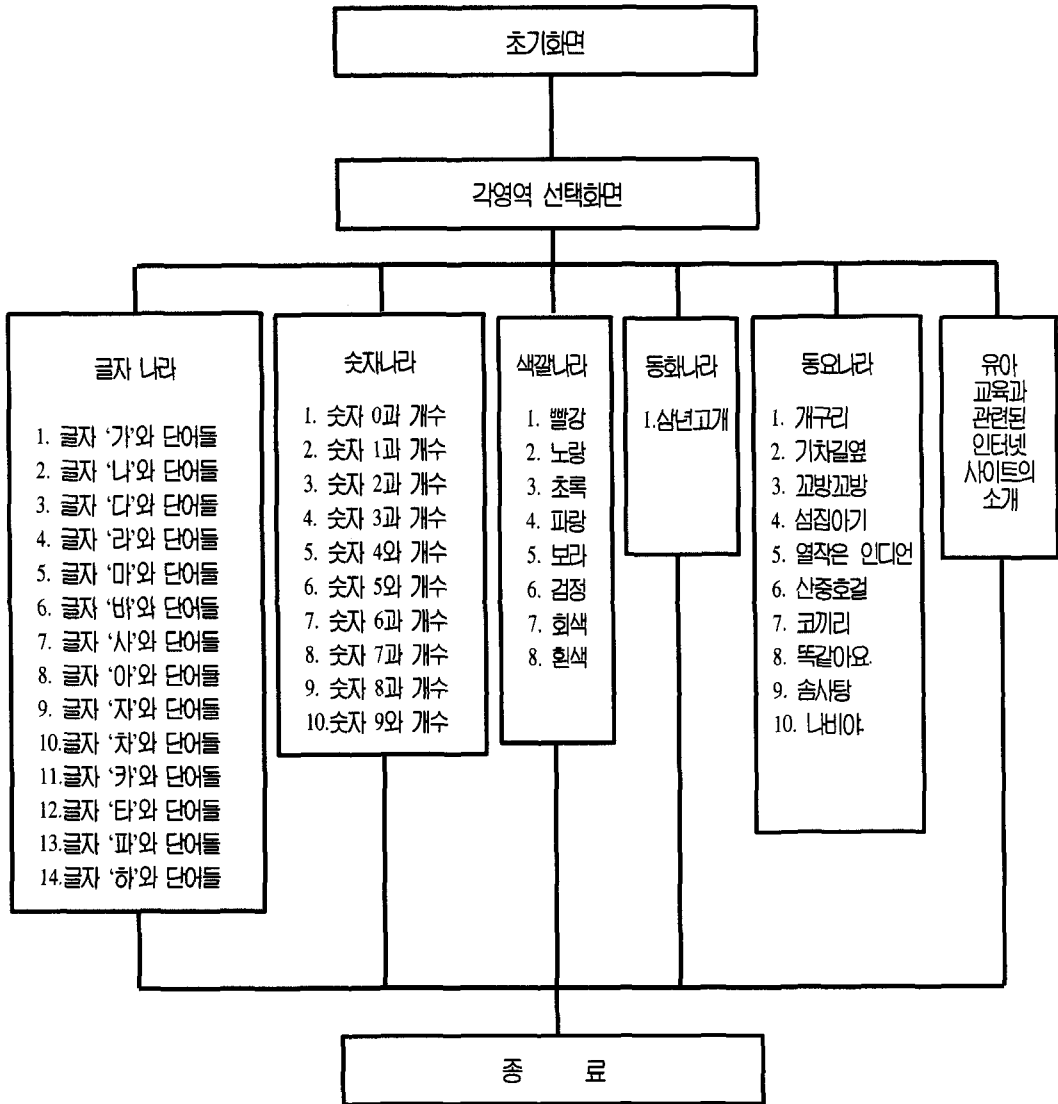 초기화면
각영역 선택화면
글자 나라
1. 글자 ‘가’와 단어들
2. 글자 ‘나’와 단어들
3. 글자 ‘다’와 단어들
4. 글자 ‘라’와 단어들
5. 글자 ‘마’와 단어들
6. 글자 ‘바’와 단어들
7. 글자 ‘사’와 단어들
8. 글자 ‘아’와 단어들
9. 글자 ‘자’와 단어들
10.글자 ‘차’와 단어들
11.글자 ‘카’와 단어들
12.글자 ‘타’와 단어들
13.글자 ‘파’와 단어들
14.글자 ‘하’와 단어들
숫자나라
1. 숫자 0과 개수
2. 숫자 1과 개수
3. 숫자 2과 개수
4. 숫자 3과 개수
5. 숫자 4와 개수
6. 숫자 5와 개수
7. 숫자 6과 개수
8. 숫자 7과 개수
9. 숫자 8과 개수
10.숫자 9와 개수
색깔나라
1. 빨강
2. 노랑
3. 초록
4. 파랑
5. 보라
6. 검정
7. 회색
8. 흰색
동화나라
1.삼년고개
동요나라
1. 개구리
2. 기차길옆
3. 꼬방꼬방
4. 섬집아기
5. 열작은 인디언
6. 산중호걸
7. 코끼리
8. 똑같아요.
9. 솜사탕
10. 나비야
유아
교육과
관련된
인터넷
사이트의
소개
종 료